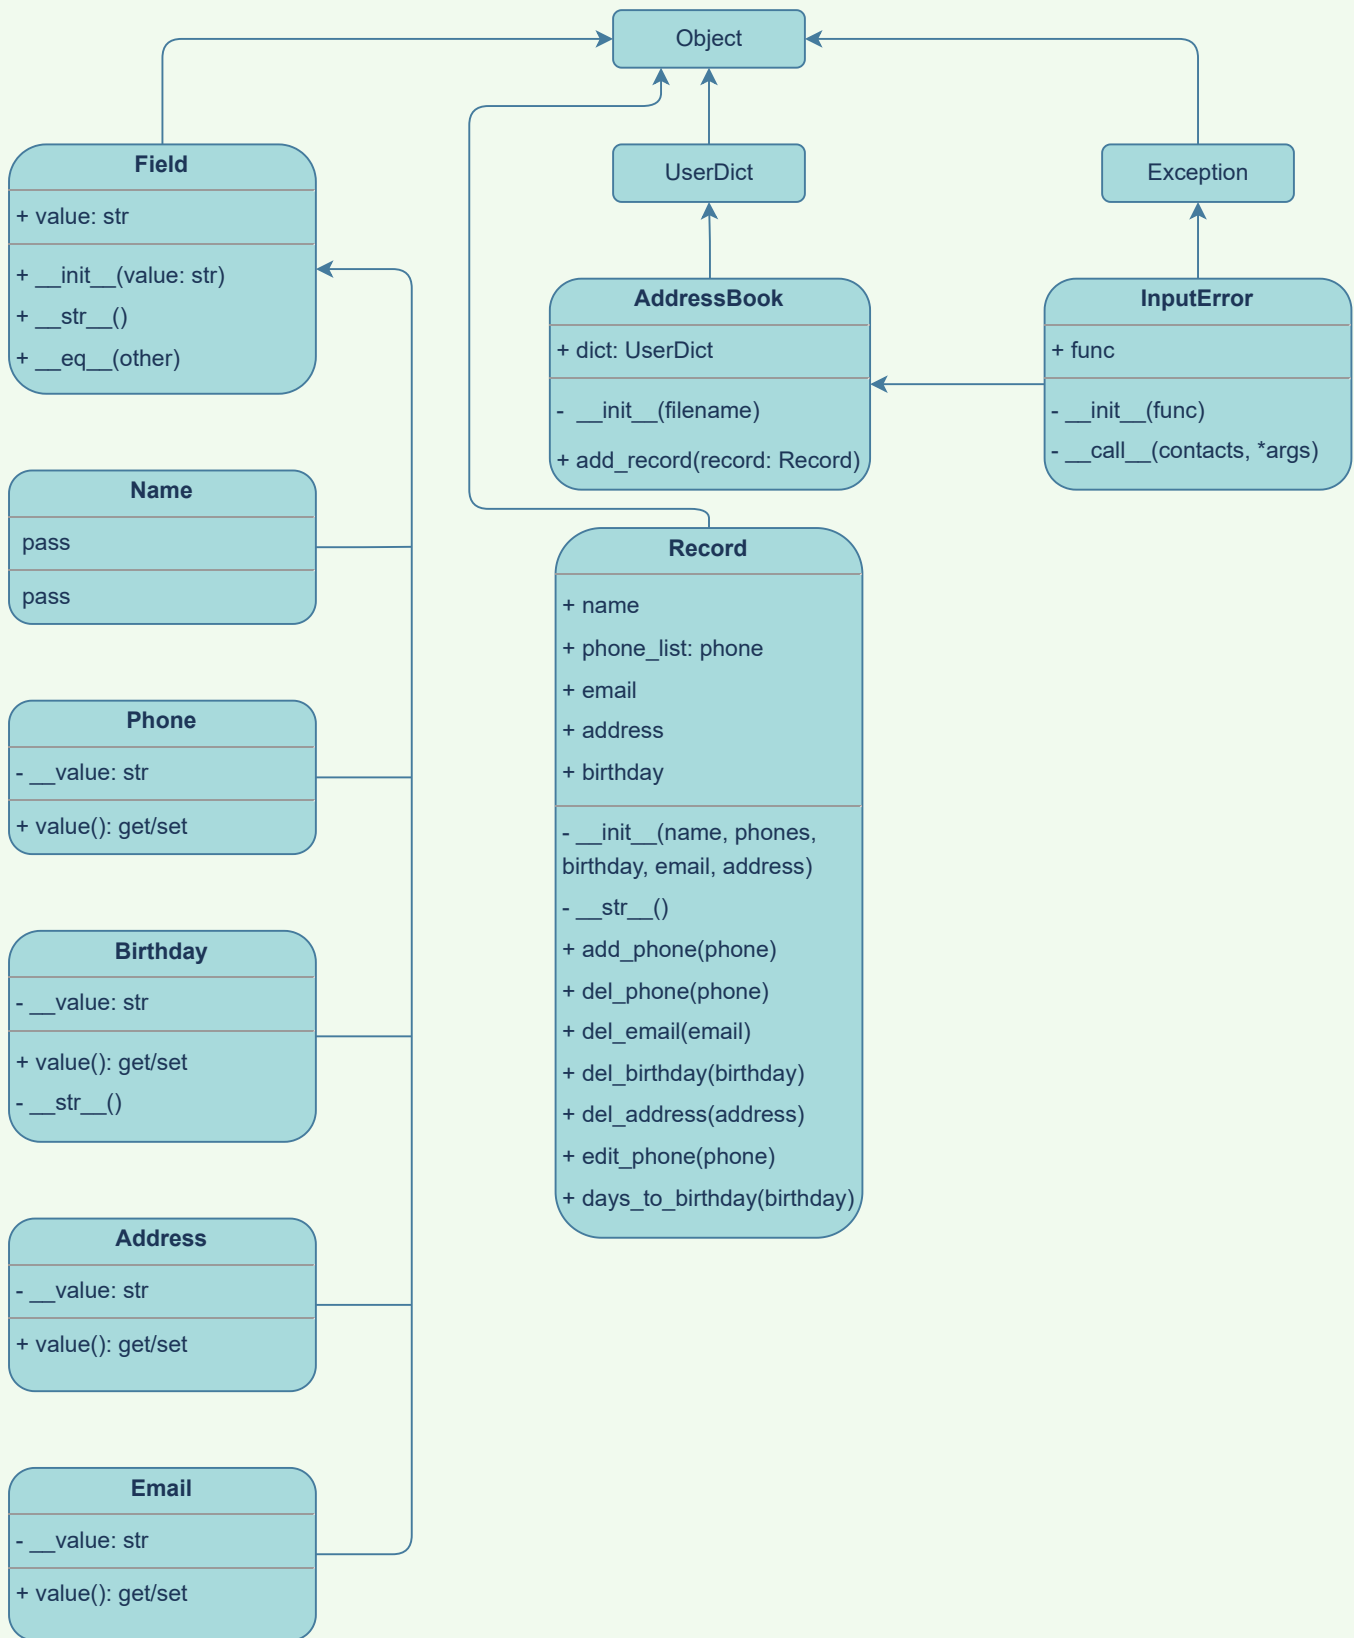 Object
UserDict
Exception
Field
+ value: str
+ __init__(value: str)
+ __str__()
+ __eq__(other)
AddressBook
+ dict: UserDict
-  __init__(filename)
+ add_record(record: Record)
InputError
+ func
- __init__(func)
- __call__(contacts, *args)
Name
pass
pass
Phone
- __value: str
+ value(): get/set
Birthday
- __value: str
+ value(): get/set
- __str__()
Address
- __value: str
+ value(): get/set
Email
- __value: str
+ value(): get/set
Record
+ name
+ phone_list: phone
+ email
+ address
+ birthday
- __init__(name, phones,
birthday, email, address)
- __str__()
+ add_phone(phone)
+ del_phone(phone)
+ del_email(email)
+ del_birthday(birthday)
+ del_address(address)
+ edit_phone(phone)
+ days_to_birthday(birthday)